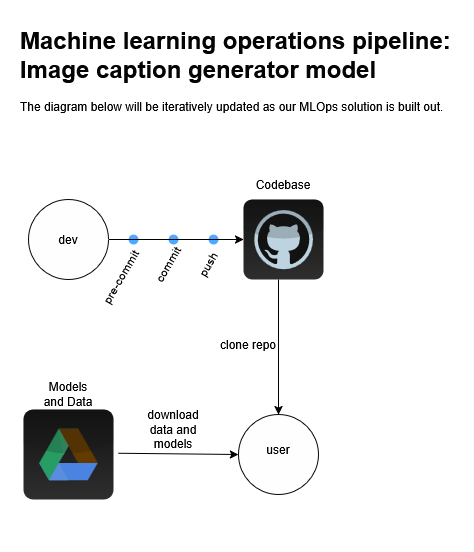 Machine learning operations pipeline:
Image caption generator model
The diagram below will be iteratively updated as our MLOps solution is built out.
Codebase
dev
pre-commit
commit
push
clone repo
Models
and Data
download
data and
models
user